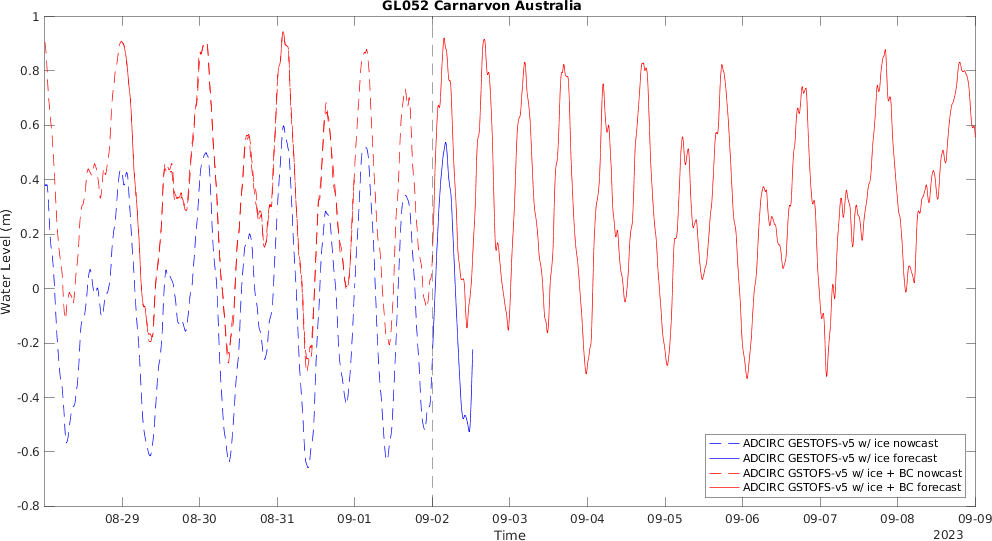 GL052 Carnarvon Australia
1
0.8
0.6
0.4
0.2
0
-0.2
-0.4
-0.6
-0.8
Water Level (m)
ADCIRC GESTOFS-v5 w/ ice nowcast
ADCIRC GESTOFS-v5 w/ ice forecast
ADCIRC GSTOFS-v5 w/ ice + BC nowcast
ADCIRC GSTOFS-v5 w/ ice + BC forecast
08-29 08-30 08-31 09-01 09-02 09-03 09-04 09-05 09-06 09-07 09-08 09-09
Time
2023